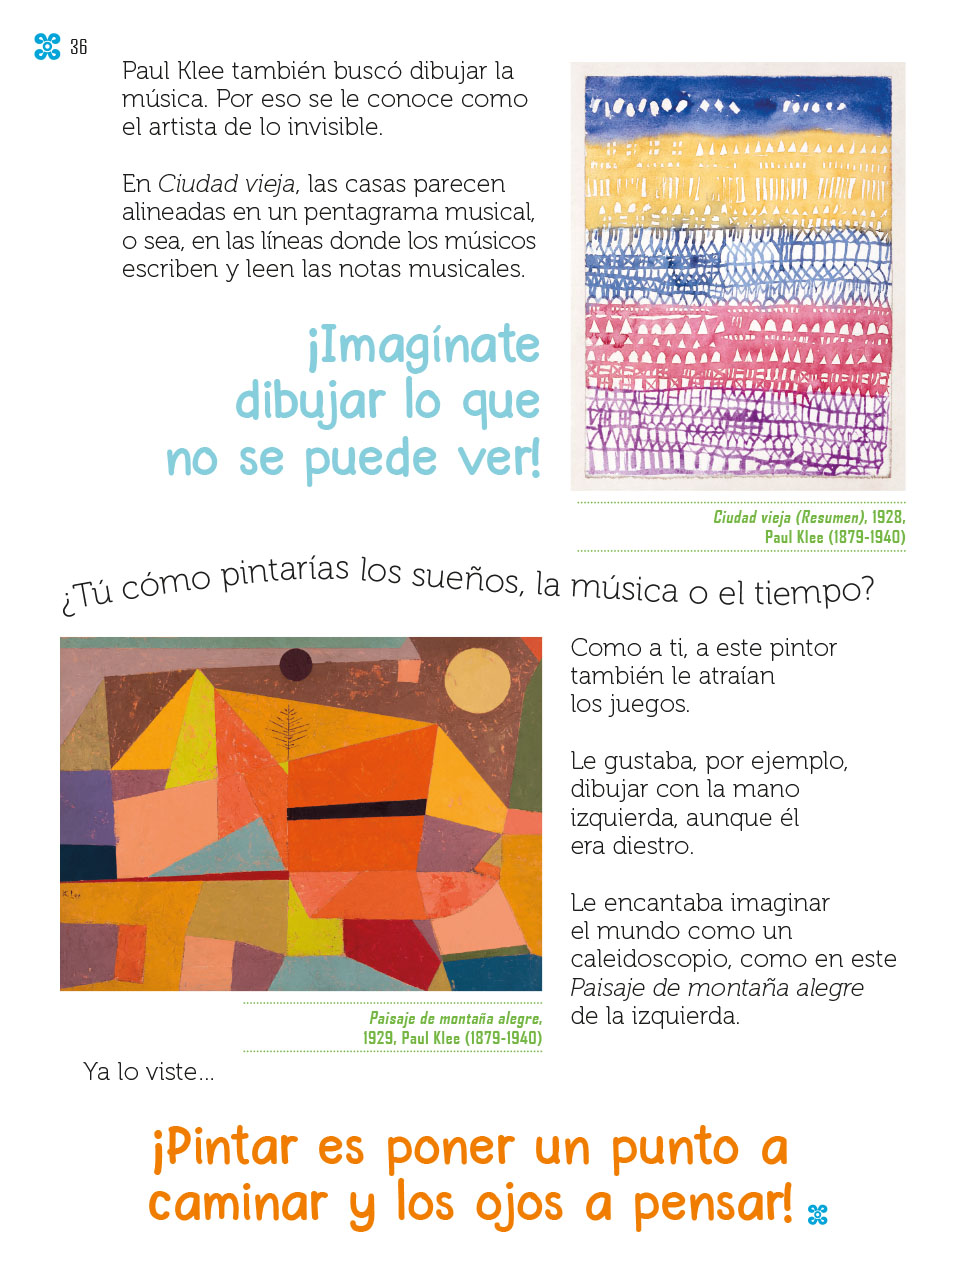 36
Paul Klee también buscó dibujar la
música. Por eso se le conoce como
el artista de lo invisible.
En Ciudad vieja, las casas parecen
alineadas en un pentagrama musical,
o sea, en las líneas donde los músicos
escriben y leen las notas musicales.
¡Imagínate
dibujar lo que
no se puede ver!
Ciudad vieja (Resumen), 1928,
Paul Klee (1879-1940)
¿Tú cómo pintarías los sueños, la música o el tiempo?
Klee
Como a ti, a este pintor
también le atraían
los juegos.
Le gustaba, por ejemplo,
dibujar con la mano
izquierda, aunque él
era diestro.
Le encantaba imaginar
el mundo como un
caleidoscopio, como en este
Paisaje de montaña alegre
de la izquierda.
Paisaje de montaña alegre,
1929, Paul Klee (1879-1940)
Ya lo viste...
¡Pintar es poner un punto a
caminar y los ojos a pensar!